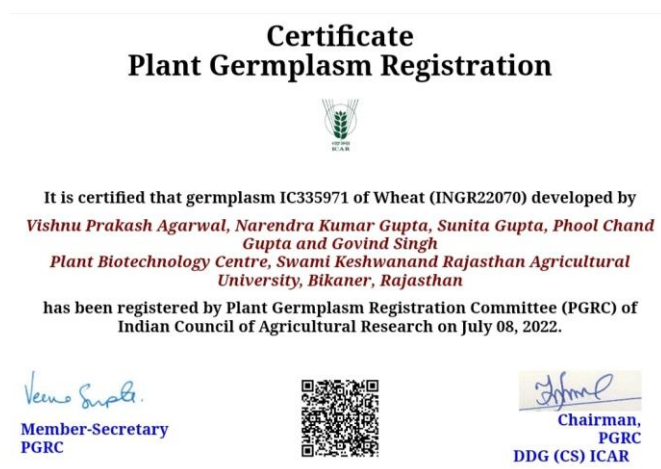 Certificate
Plant Germplasm Registration
ICAR
It is certified that germplasm IC335971 of Wheat (INGR22070) developed by
Vishnu Prakash Agarwal, Narendra Kumar Gupta, Sunita Gupta, Phool Chand
Gupta and Govind Singh
Plant Biotechnology Centre, Swami Keshwanand Rajasthan Agricultural
University, Bikaner, Rajasthan
has been registered by Plant Germplasm Registration Committee (PGRC) of
Indian Council of Agricultural Research on July 08, 2022.
Veena Gupta.
Member-Secretary
PGRC
Chairman,
PGRC
DDG (CS) ICAR